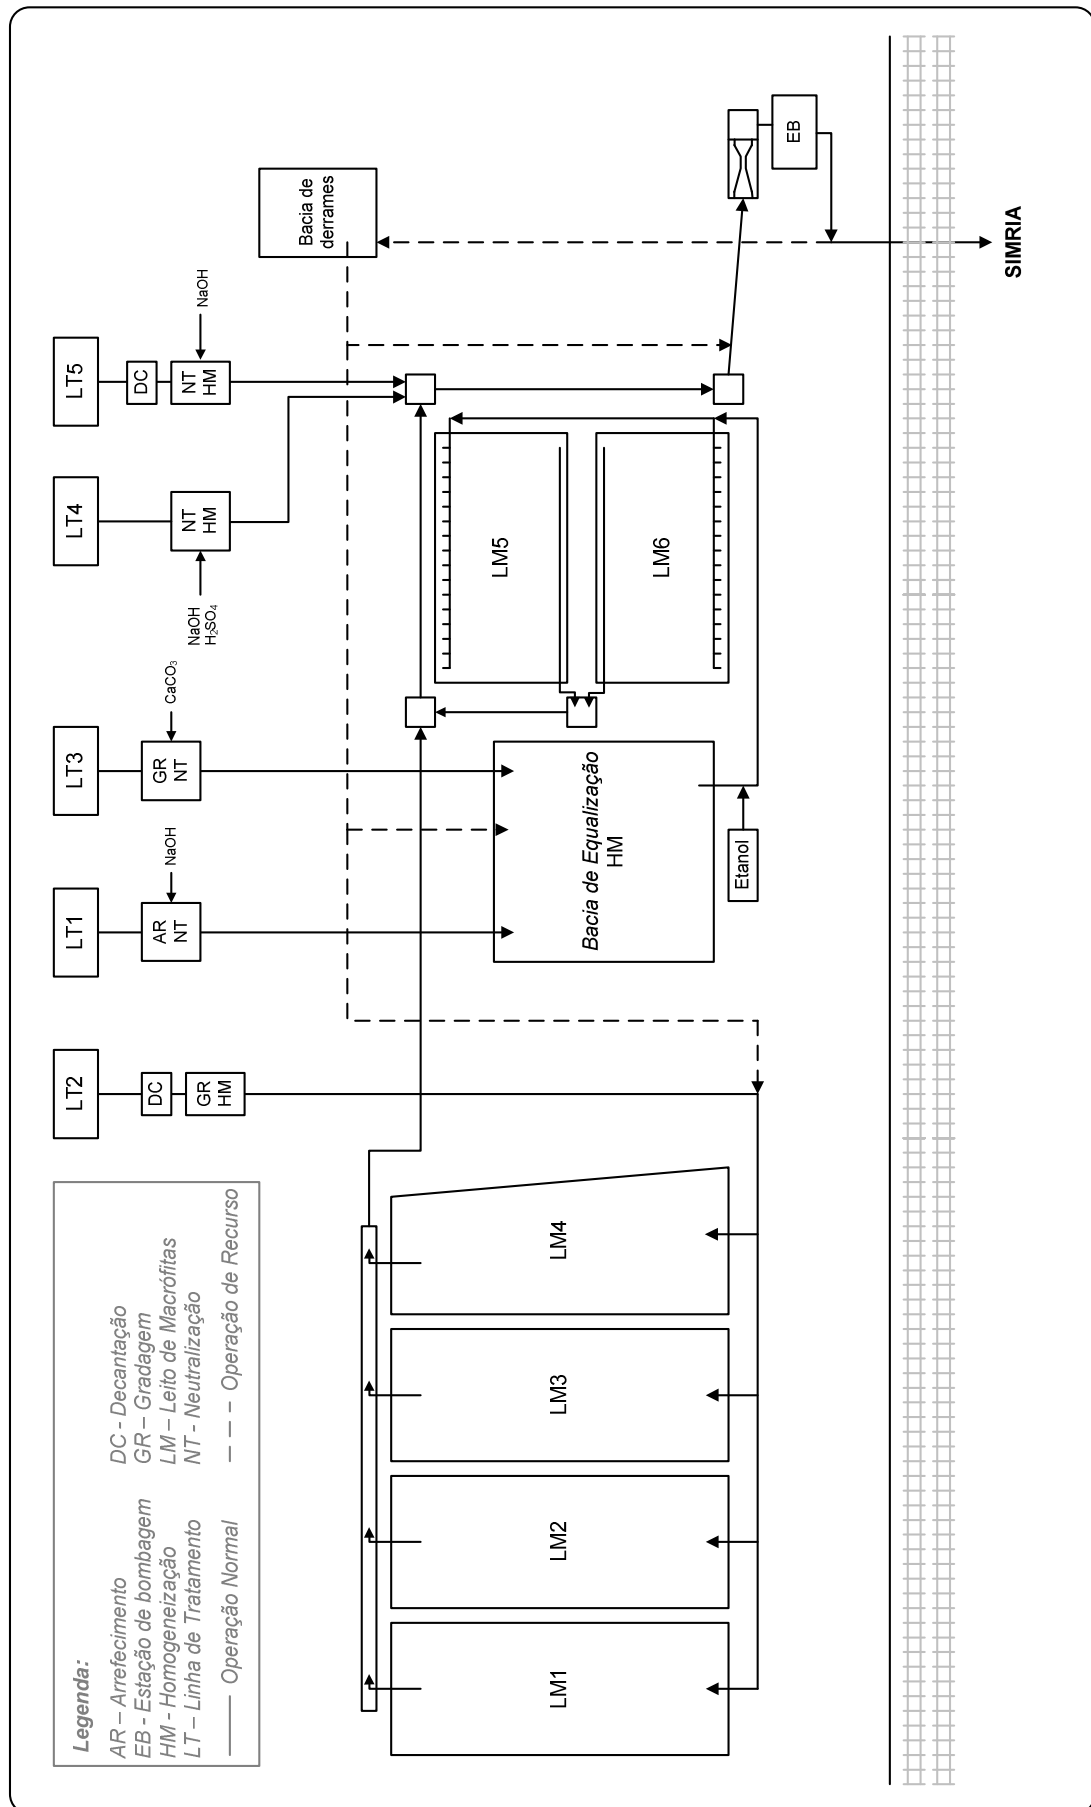 Legenda:
AR – Arrefecimento
EB - Estação de bombagem
HM - Homogeneização
LT – Linha de Tratamento
Operação Normal
DC - Decantação
GR – Gradagem
LM – Leito de Macrófitas
NT - Neutralização
Operação de Recurso
LT2
DC
GR
HM
LT1
AR
NT
NaOH
LT3
GR
NT
CaCO₃
LT4
NT
HM
NaOH
H₂SO₄
LT5
DC
NT
HM
NaOH
Bacia de
derrames
LM1
LM2
LM3
LM4
Bacia de Equalização
HM
Etanol
LM5
LM6
EB
SIMRIA